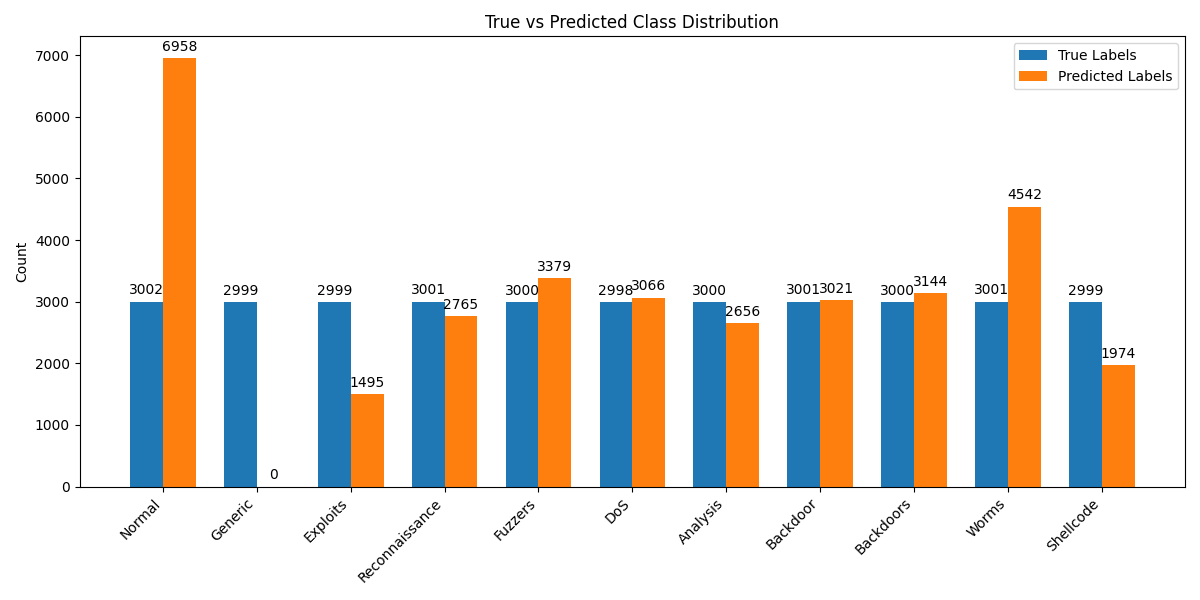 True vs Predicted Class Distribution
True Labels
Predicted Labels
Count
7000
6000
5000
4000
3000
2000
1000
0
3002
6958
2999
0
2999
1495
3001
2765
3000
3379
2998
3066
3000
2656
3001
3021
3000
3144
3001
4542
2999
1974
Normal
Generic
Exploits
Reconnaissance
Fuzzers
DoS
Analysis
Backdoor
Backdoors
Worms
Shellcode